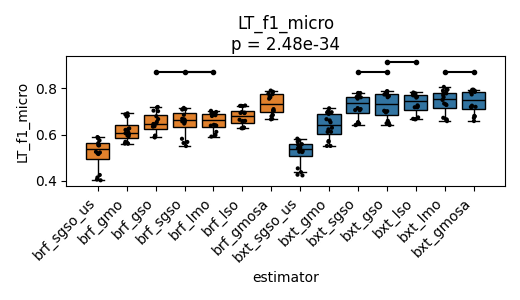 LT_f1_micro
p = 2.48e-34
LT_f1_micro
0.8
0.6
0.4
brf_sgso_us
brf_gmo
brf_gso
brf_sgso
brf_lmo
brf_lso
brf_gmosa
bxt_sgso_us
bxt_gmo
bxt_sgso
bxt_gso
bxt_lso
bxt_lmo
bxt_gmosa
estimator